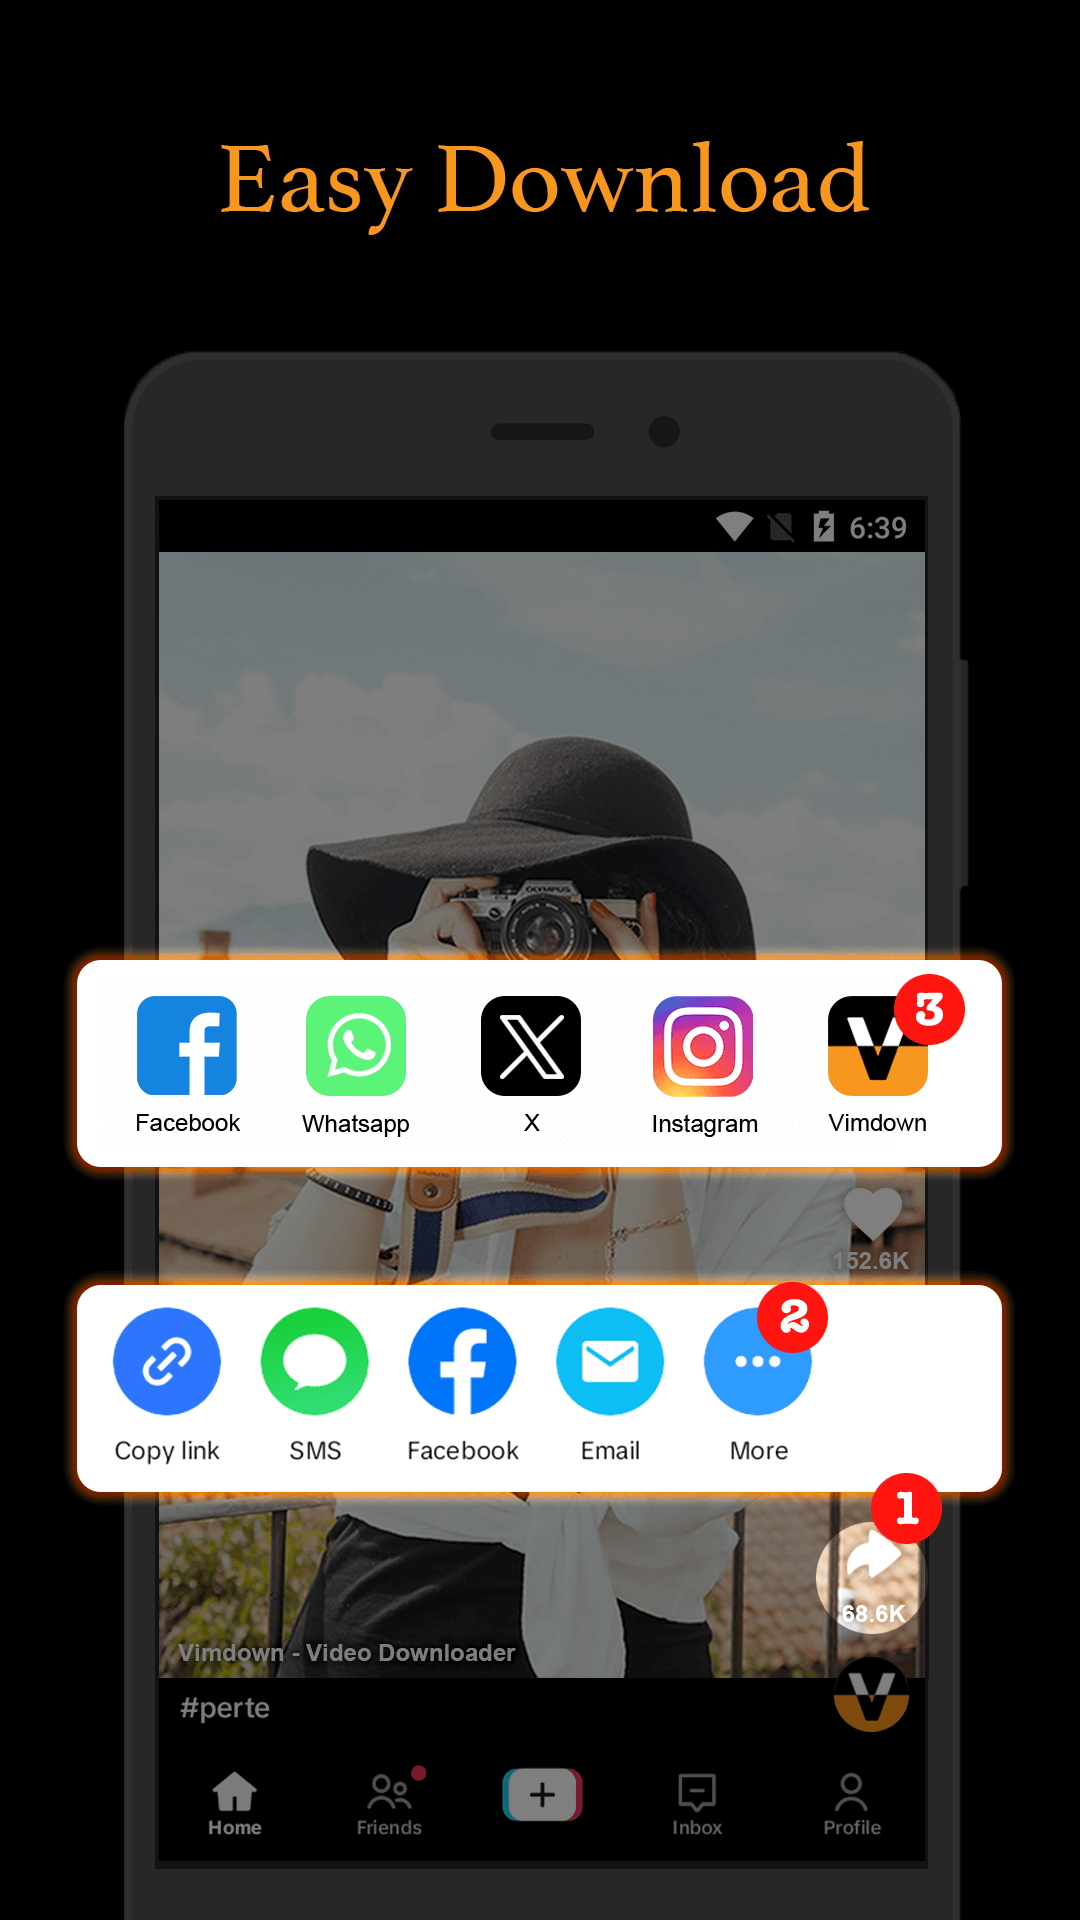 Easy Download
6:39
OLYMPUS
3
Facebook Whatsapp X Instagram Vimdown
152.6K
2
Copy link SMS Facebook Email More
1
68.6K
Vimdown - Video Downloader
#perte
Home Friends Inbox Profile